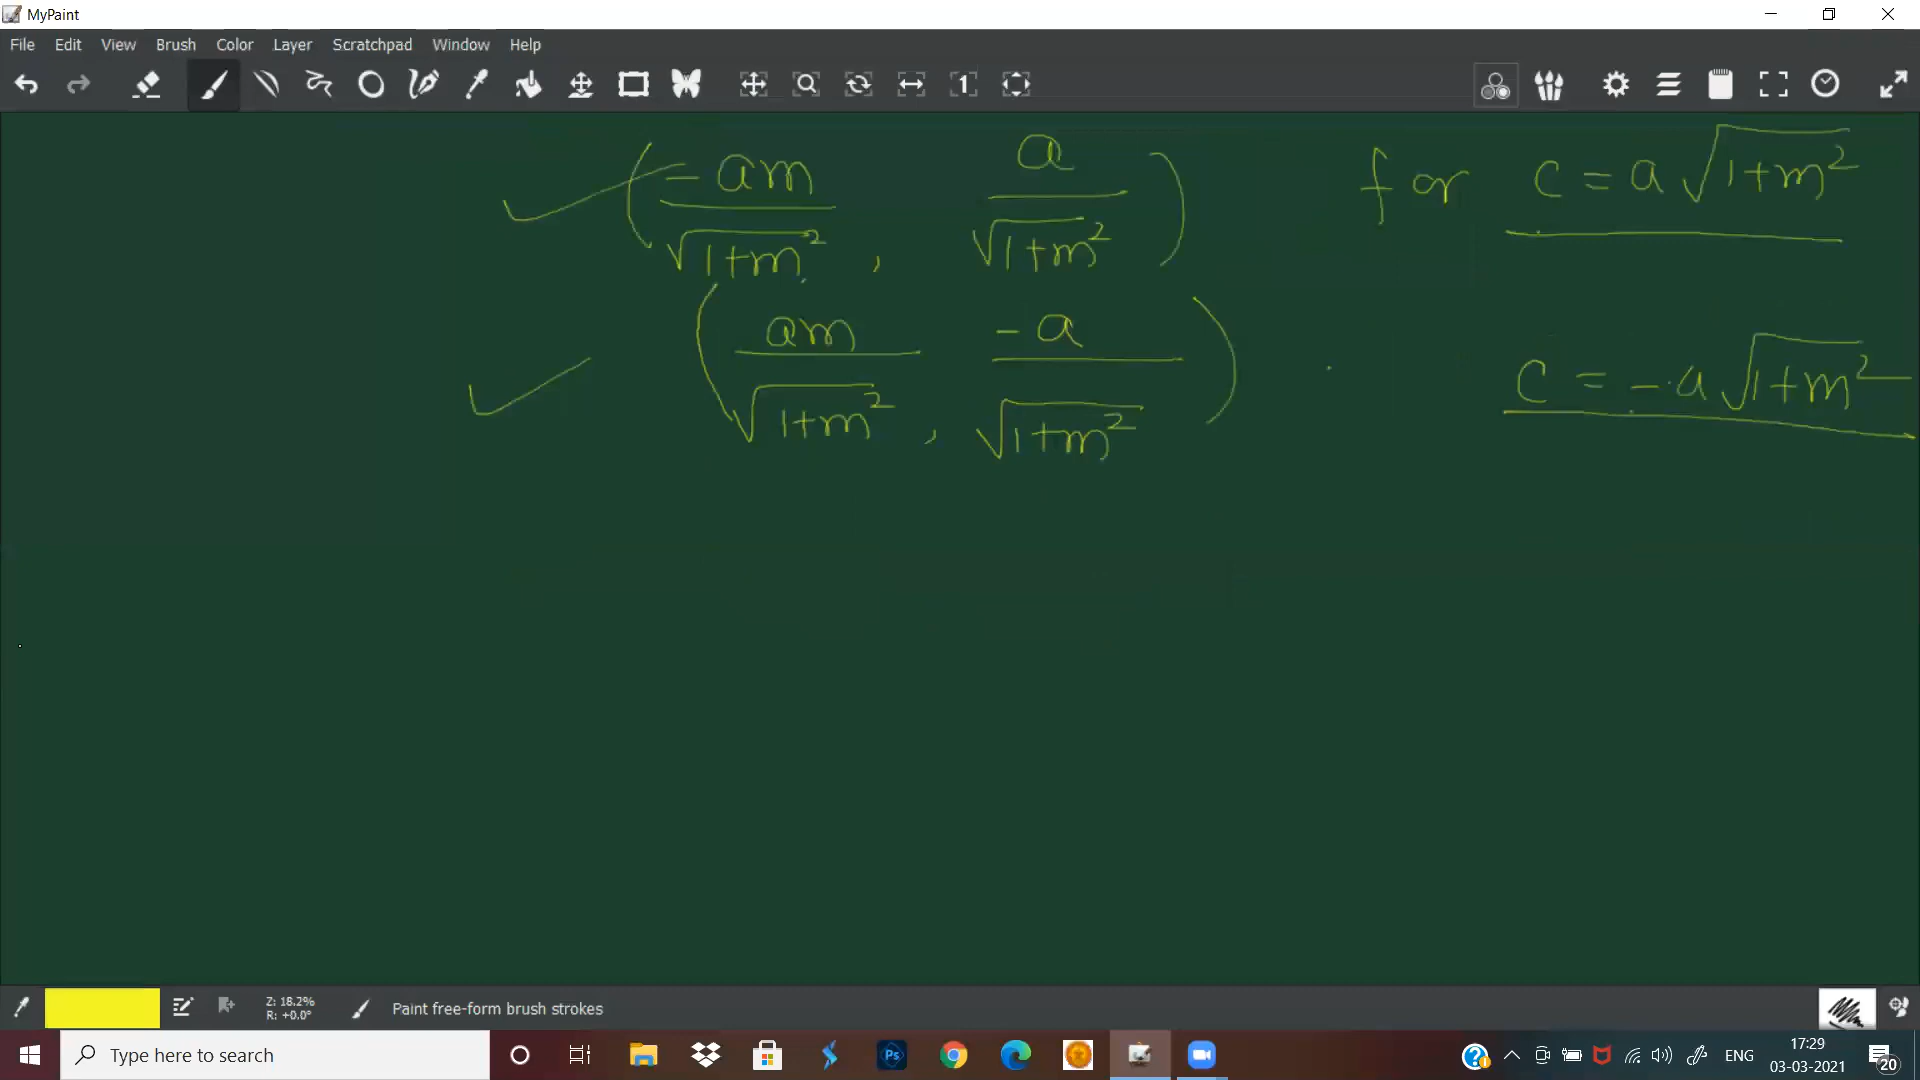 MyPaint
File Edit View Brush Color Layer Scratchpad Window Help
1
(-am/√(1+m²), a/√(1+m²)) for c = a√(1+m²)
(am/√(1+m²), -a/√(1+m²)) . c = -a√(1+m²)
Z: 18.2%
R: +0.0°
Paint free-form brush strokes
Type here to search
Ps
ENG
17:29
03-03-2021
20